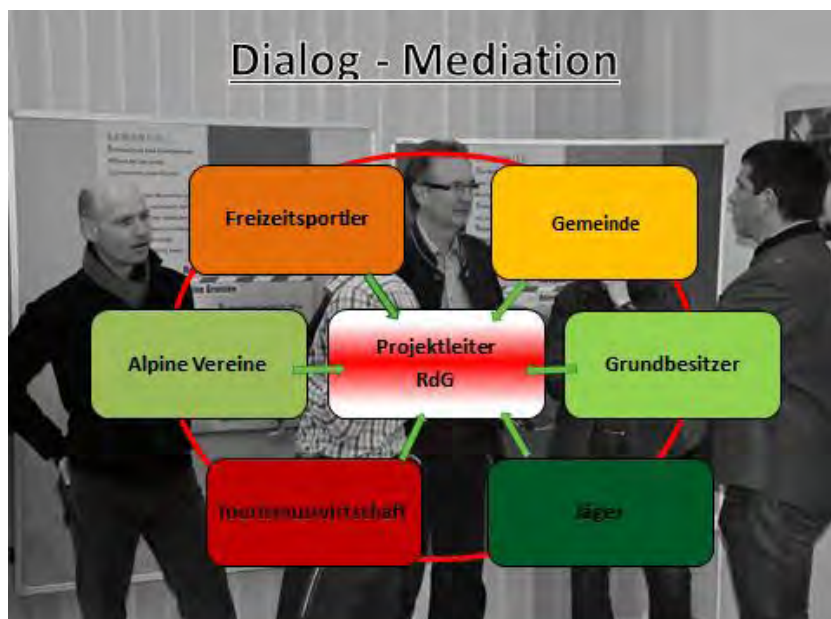 Dialog - Mediation
Freizeitsportler
Gemeinde
Alpine Vereine
Projektleiter
RdG
Grundbesitzer
Tourismuswirtschaft
Jäger